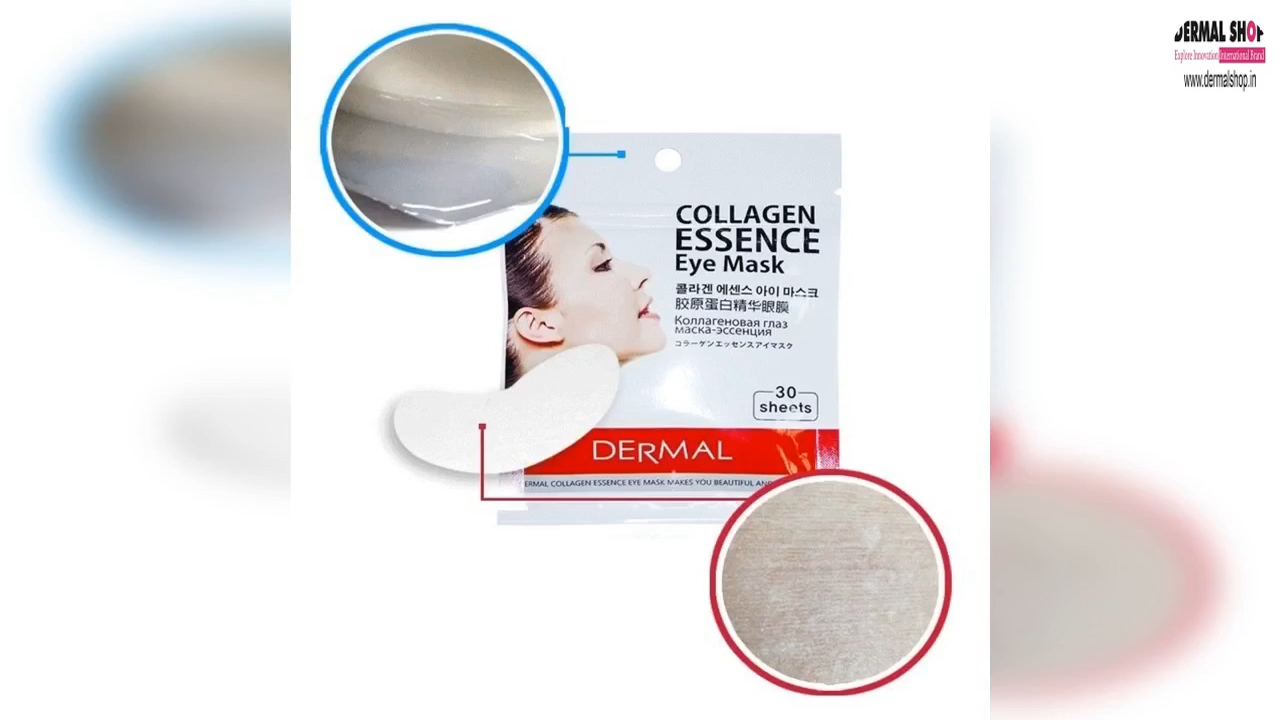 DERMAL SHOP
Explore Innovation International Brand
www.dermalshop.in
COLLAGEN
ESSENCE
Eye Mask
콜라겐 에센스 아이 마스크
胶原蛋白精华眼膜
Коллагеновая глаз
маска-эссенция
コラーゲンエッセンスアイマスク
30
sheets
DERMAL
ERMAL COLLAGEN ESSENCE EYE MASK MAKES YOU BEAUTIFUL AN